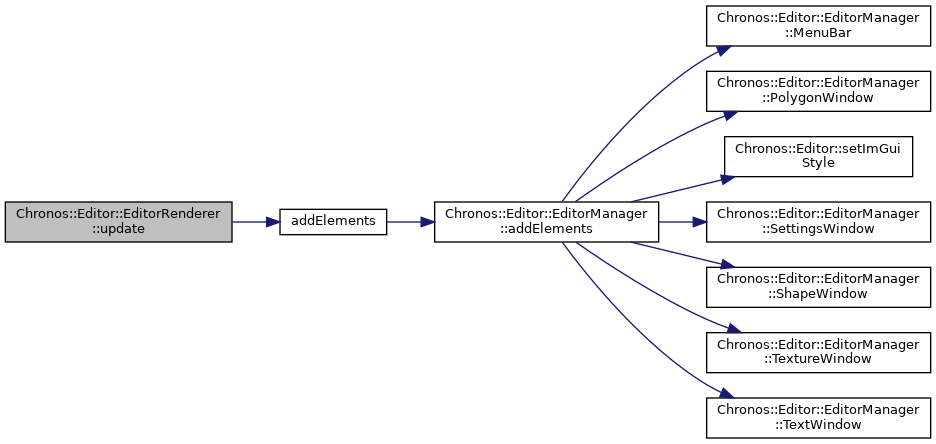 Chronos::Editor::EditorRenderer
::update
addElements
Chronos::Editor::EditorManager
::addElements
Chronos::Editor::EditorManager
::MenuBar
Chronos::Editor::EditorManager
::PolygonWindow
Chronos::Editor::setImGui
Style
Chronos::Editor::EditorManager
::SettingsWindow
Chronos::Editor::EditorManager
::ShapeWindow
Chronos::Editor::EditorManager
::TextureWindow
Chronos::Editor::EditorManager
::TextWindow